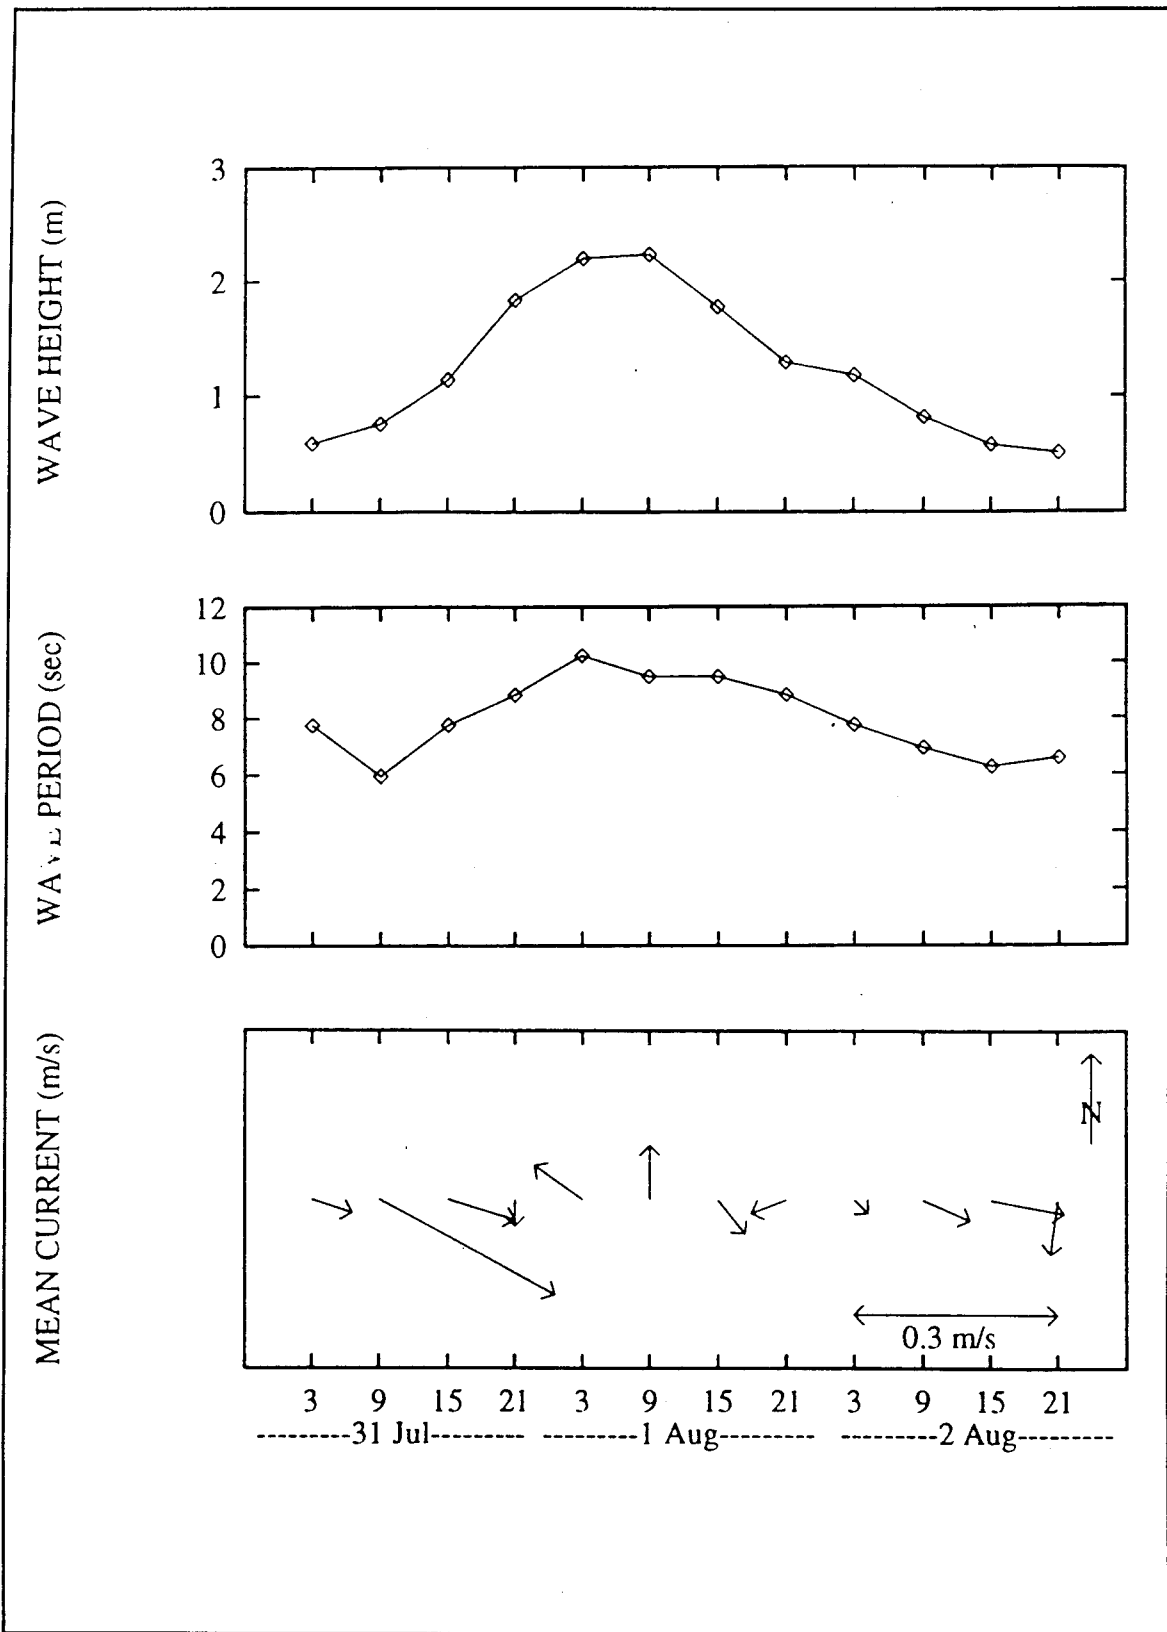 WAVE HEIGHT (m)
3
2
1
0
WAVE PERIOD (sec)
12
10
8
6
4
2
0
MEAN CURRENT (m/s)
N
0.3 m/s
3 9 15 21 3 9 15 21 3 9 15 21
---------31 Jul--------- ---------1 Aug--------- ---------2 Aug---------